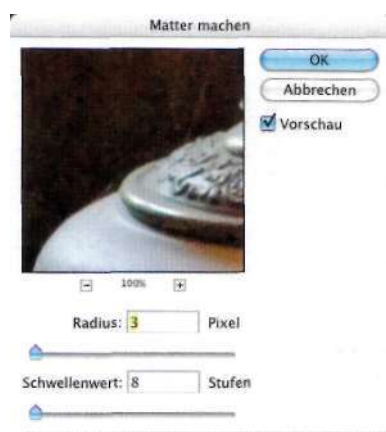 Matter machen
OK
Abbrechen
Vorschau
100%
Radius: 3 Pixel
Schwellenwert: 8 Stufen